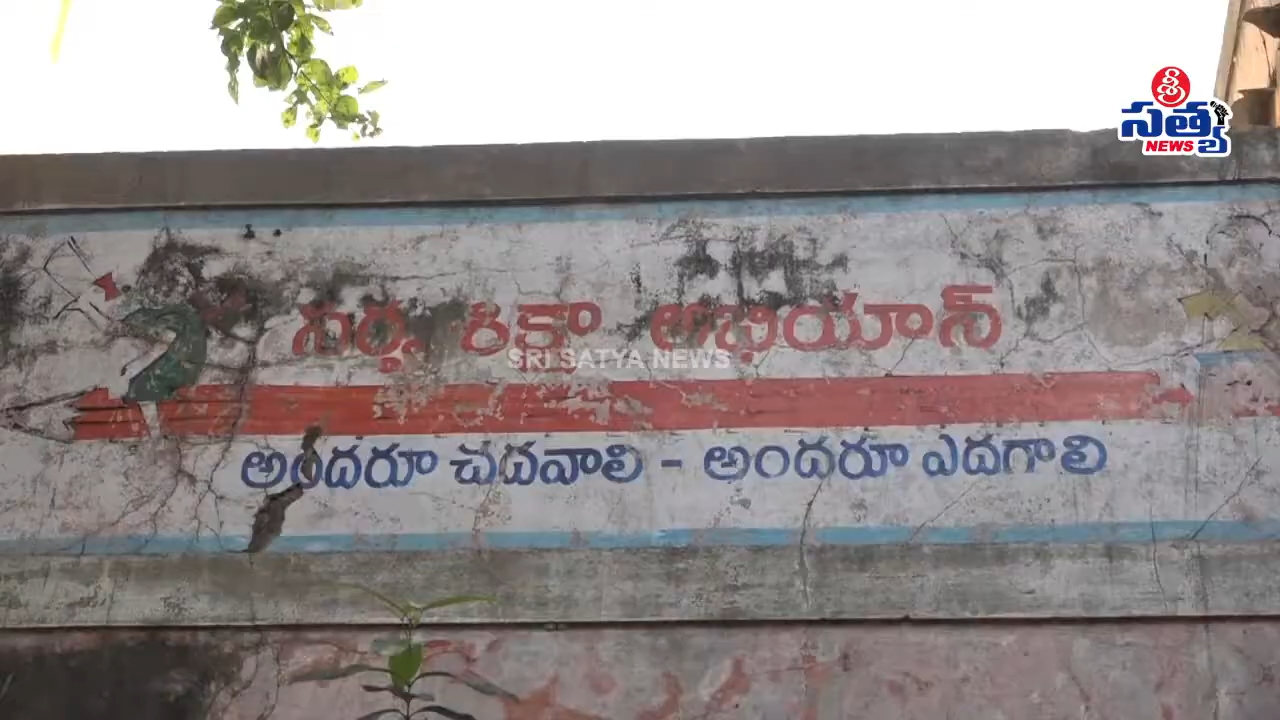 శ్రీ
సత్య
NEWS
సర్వ శిక్షా అభియాన్
SRI SATYA NEWS
అందరూ చదవాలి - అందరూ ఎదగాలి